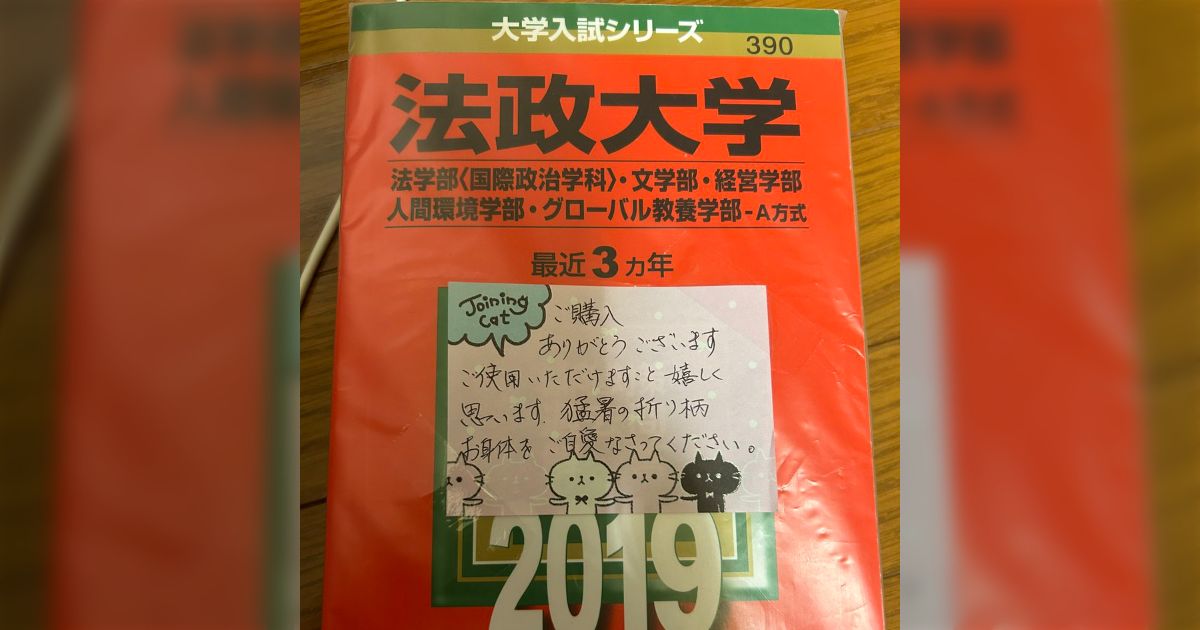 大学入試シリーズ
390
法政大学
法学部〈国際政治学科〉・文学部・経営学部
人間環境学部・グローバル教養学部-A方式
最近3カ年
Joining
Cat
ご購入
ありがとうございます
ご使用いただけますこと嬉しく
思います。猛暑の折り柄
お身体をご自愛なさってください。
2019